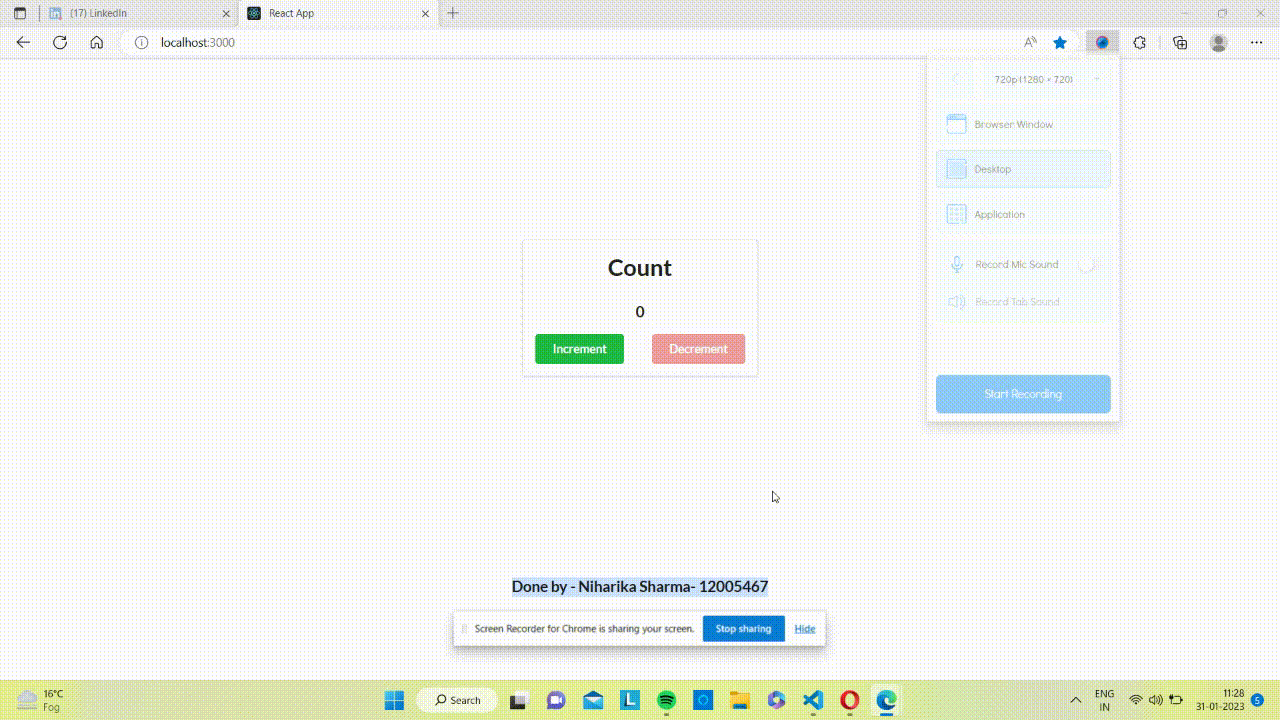 (17) LinkedIn
React App
localhost:3000
720p (1280 × 720)
Browser Window
Desktop
Application
Record Mic Sound
Record Tab Sound
Start Recording
Count
0
Increment Decrement
Done by - Niharika Sharma- 12005467
Screen Recorder for Chrome is sharing your screen. Stop sharing Hide
16°C
Fog
Search
ENG
IN
11:28
31-01-2023
5